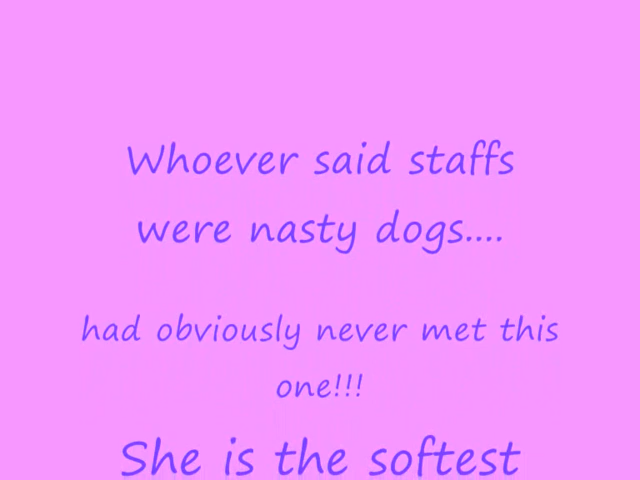 Whoever said staffs
were nasty dogs....
had obviously never met this
one!!!
She is the softest